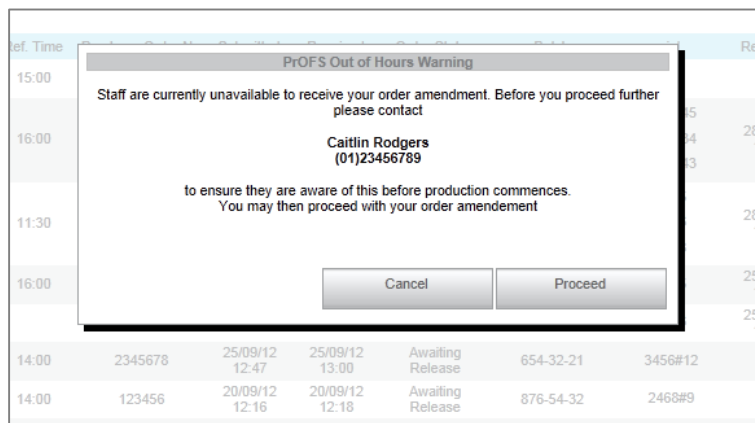 Ref. Time
PrOFS Out of Hours Warning
15:00
Staff are currently unavailable to receive your order amendment. Before you proceed further
please contact
16:00
Caitlin Rodgers
(01)23456789
to ensure they are aware of this before production commences.
You may then proceed with your order amendement
11:30
16:00
Cancel
Proceed
14:00 2345678 25/09/12 12:47 25/09/12 13:00 Awaiting Release 654-32-21 3456#12
14:00 123456 20/09/12 12:16 20/09/12 12:18 Awaiting Release 876-54-32 2468#9